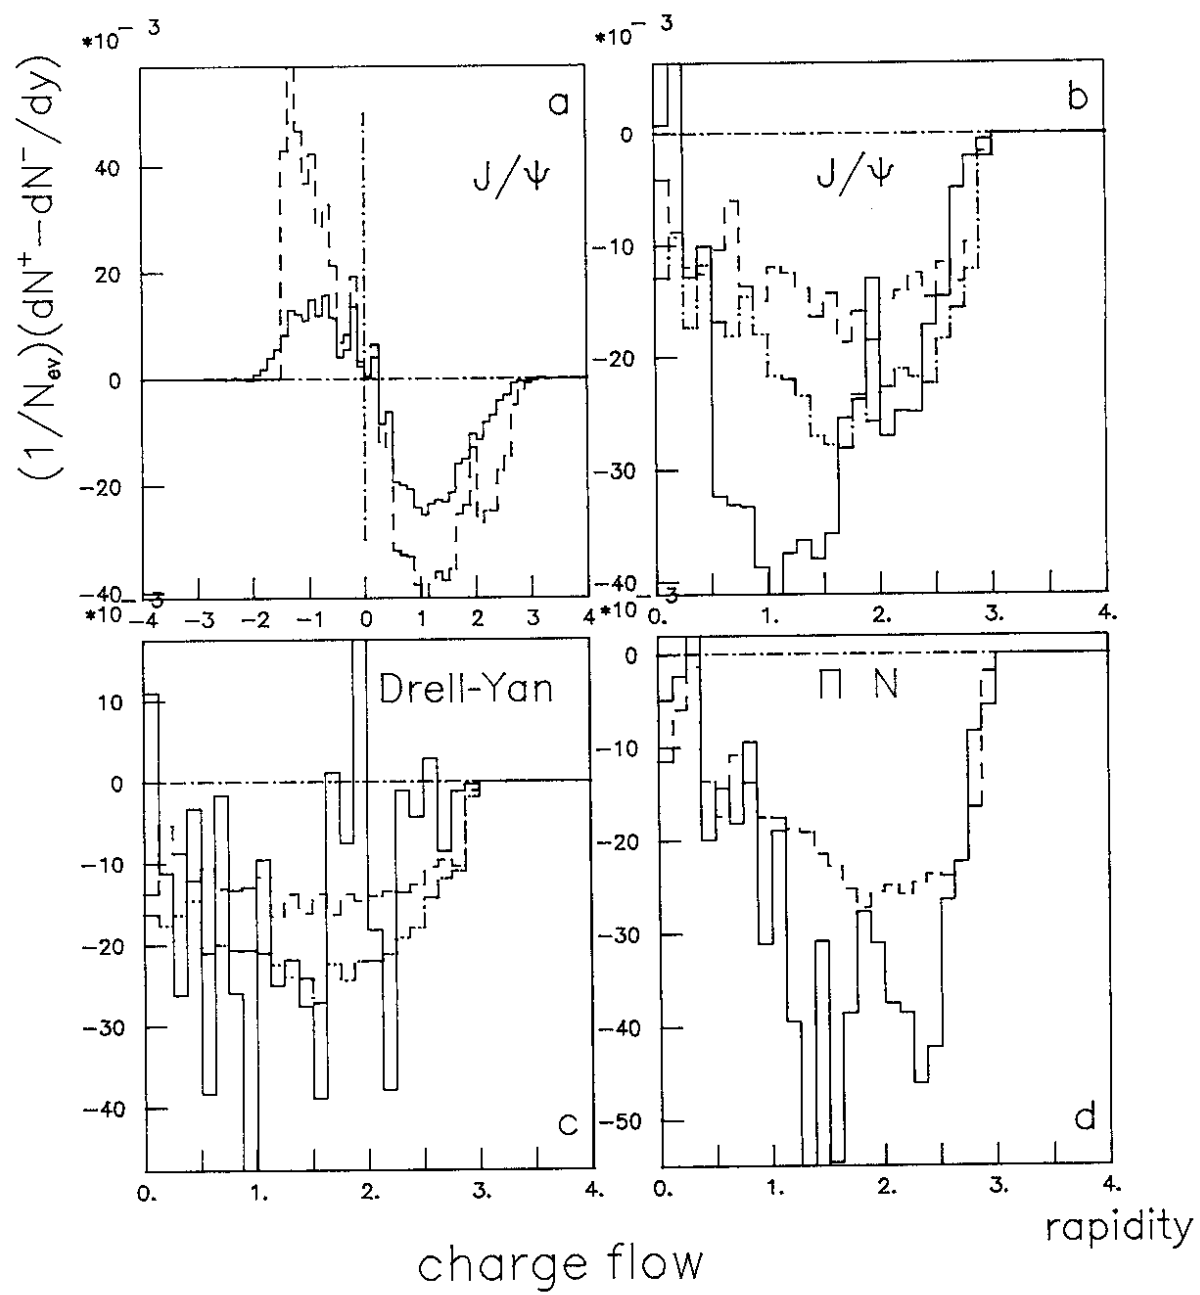 (1/Nev)(dN+−dN−/dy)
*10− 3
a
J/Ψ
40
20
0
−20
−40
−4 −3 −2 −1 0 1 2 3 4
*10− 3
b
J/Ψ
0
−10
−20
−30
−40
0. 1. 2. 3. 4.
*10− 3
Drell-Yan
10
0
−10
−20
−30
−40
c
0. 1. 2. 3. 4.
*10− 3
Π N
0
−10
−20
−30
−40
−50
d
0. 1. 2. 3. 4.
rapidity
charge flow